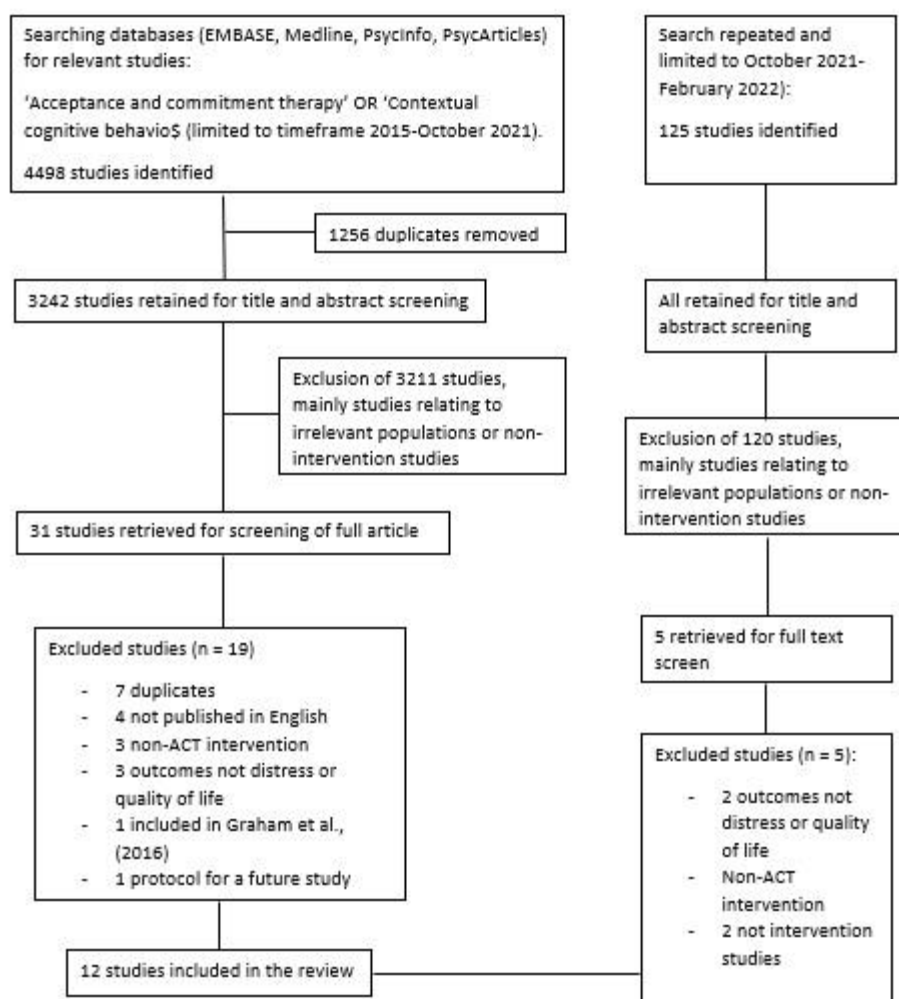 Searching databases (EMBASE, Medline, PsycInfo, PsycArticles)
for relevant studies:
'Acceptance and commitment therapy' OR 'Contextual
cognitive behavio$ (limited to timeframe 2015-October 2021).
4498 studies identified
1256 duplicates removed
3242 studies retained for title and abstract screening
Exclusion of 3211 studies,
mainly studies relating to
irrelevant populations or non-
intervention studies
31 studies retrieved for screening of full article
Excluded studies (n = 19)
- 7 duplicates
- 4 not published in English
- 3 non-ACT intervention
- 3 outcomes not distress or
quality of life
- 1 included in Graham et al.,
(2016)
- 1 protocol for a future study
12 studies included in the review
Search repeated and
limited to October 2021-
February 2022):
125 studies identified
All retained for title and
abstract screening
Exclusion of 120 studies,
mainly studies relating to
irrelevant populations or non-
intervention studies
5 retrieved for full text
screen
Excluded studies (n = 5):
- 2 outcomes not
distress or quality
of life
- Non-ACT
intervention
- 2 not intervention
studies